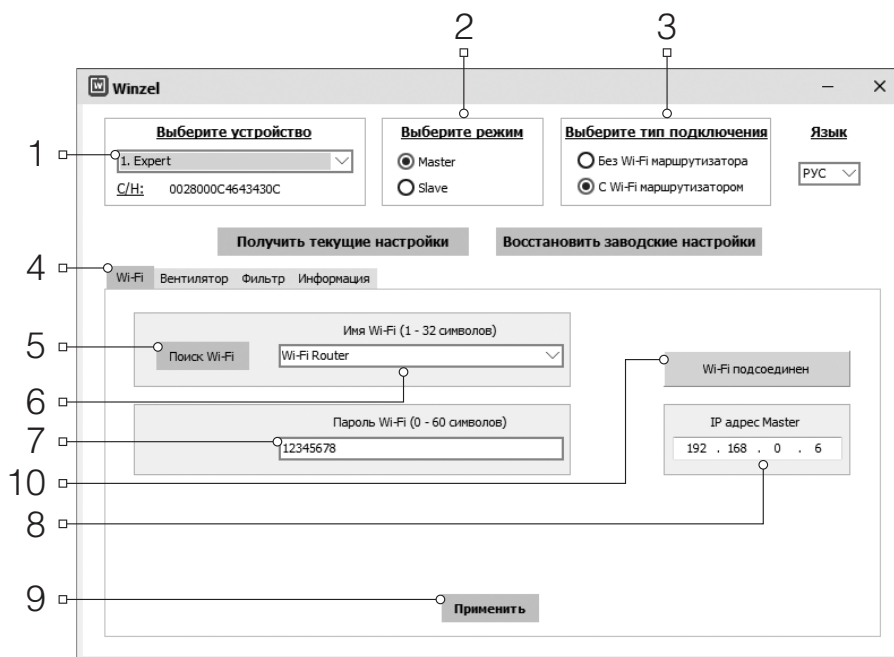 2
3
Winzel
1
Выберите устройство
1. Expert
С/Н: 0028000C4643430C
Выберите режим
Master
Slave
Выберите тип подключения
Без Wi-Fi маршрутизатора
С Wi-Fi маршрутизатором
Язык
РУС
Получить текущие настройки
Восстановить заводские настройки
4
Wi-Fi Вентилятор Фильтр Информация
5
Поиск Wi-Fi
Имя Wi-Fi (1 - 32 символов)
Wi-Fi Router
6
Wi-Fi подсоединен
7
Пароль Wi-Fi (0 - 60 символов)
12345678
IP адрес Master
192 . 168 . 0 . 6
10
8
9
Применить